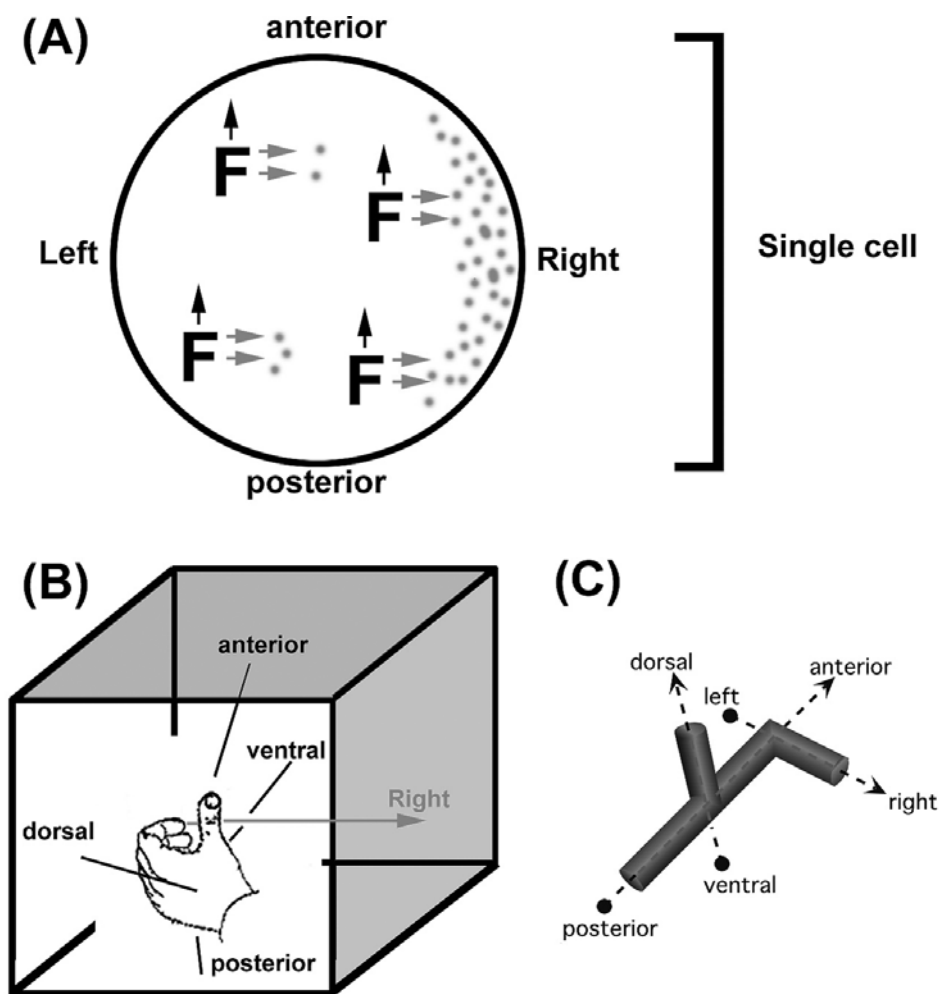 (A)
anterior
F
F
Left
Right
Single cell
F
F
posterior
(B)
anterior
ventral
Right
dorsal
posterior
(C)
dorsal
anterior
left
right
ventral
posterior